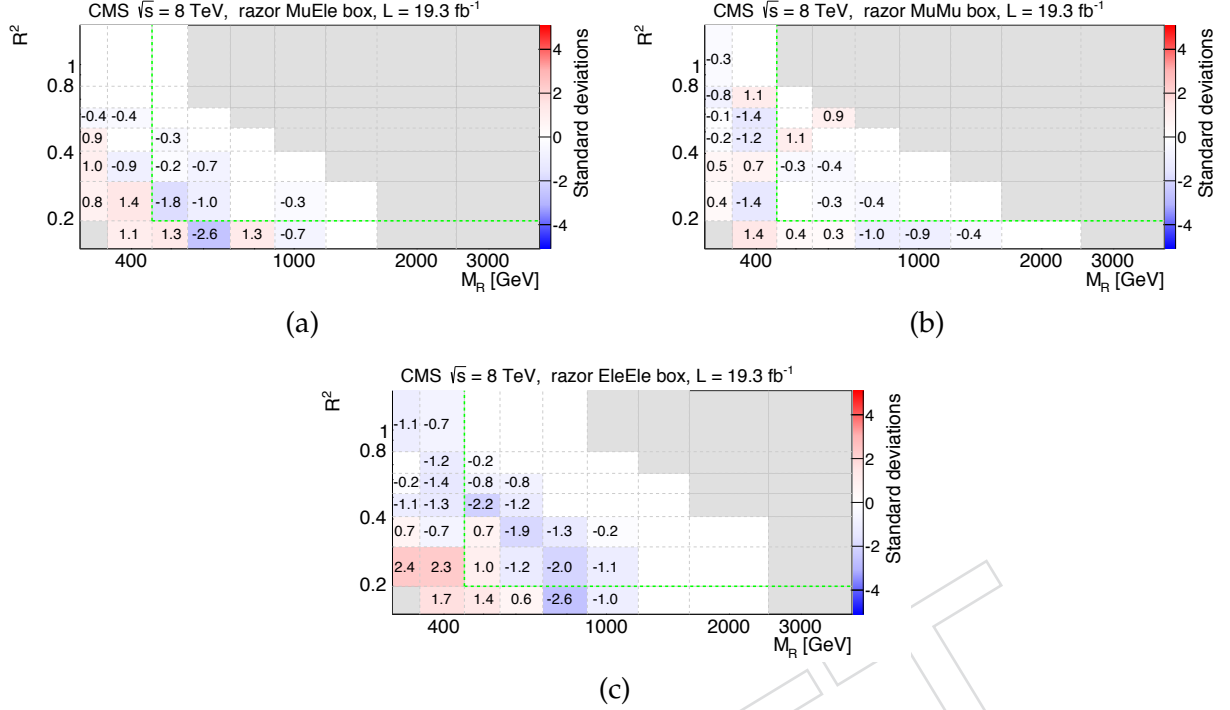 CMS √s = 8 TeV, razor MuEle box, L = 19.3 fb⁻¹
R²
1
0.8
0.4
0.2
-0.4 -0.4
0.9 -0.3
1.0 -0.9 -0.2 -0.7
0.8 1.4 -1.8 -1.0 -0.3
1.1 1.3 -2.6 1.3 -0.7
400 1000 2000 3000
M_R [GeV]
4
2
0
-2
-4
Standard deviations
(a)
CMS √s = 8 TeV, razor MuMu box, L = 19.3 fb⁻¹
R²
1
0.8
0.4
0.2
-0.3
-0.8 1.1
-0.1 -1.4 0.9
-0.2 -1.2 1.1
0.5 0.7 -0.3 -0.4
0.4 -1.4 -0.3 -0.4
1.4 0.4 0.3 -1.0 -0.9 -0.4
400 1000 2000 3000
M_R [GeV]
4
2
0
-2
-4
Standard deviations
(b)
CMS √s = 8 TeV, razor EleEle box, L = 19.3 fb⁻¹
R²
1
0.8
0.4
0.2
-1.1 -0.7
-1.2 -0.2
-0.2 -1.4 -0.8 -0.8
-1.1 -1.3 -2.2 -1.2
0.7 -0.7 0.7 -1.9 -1.3 -0.2
2.4 2.3 1.0 -1.2 -2.0 -1.1
1.7 1.4 0.6 -2.6 -1.0
400 1000 2000 3000
M_R [GeV]
4
2
0
-2
-4
Standard deviations
(c)